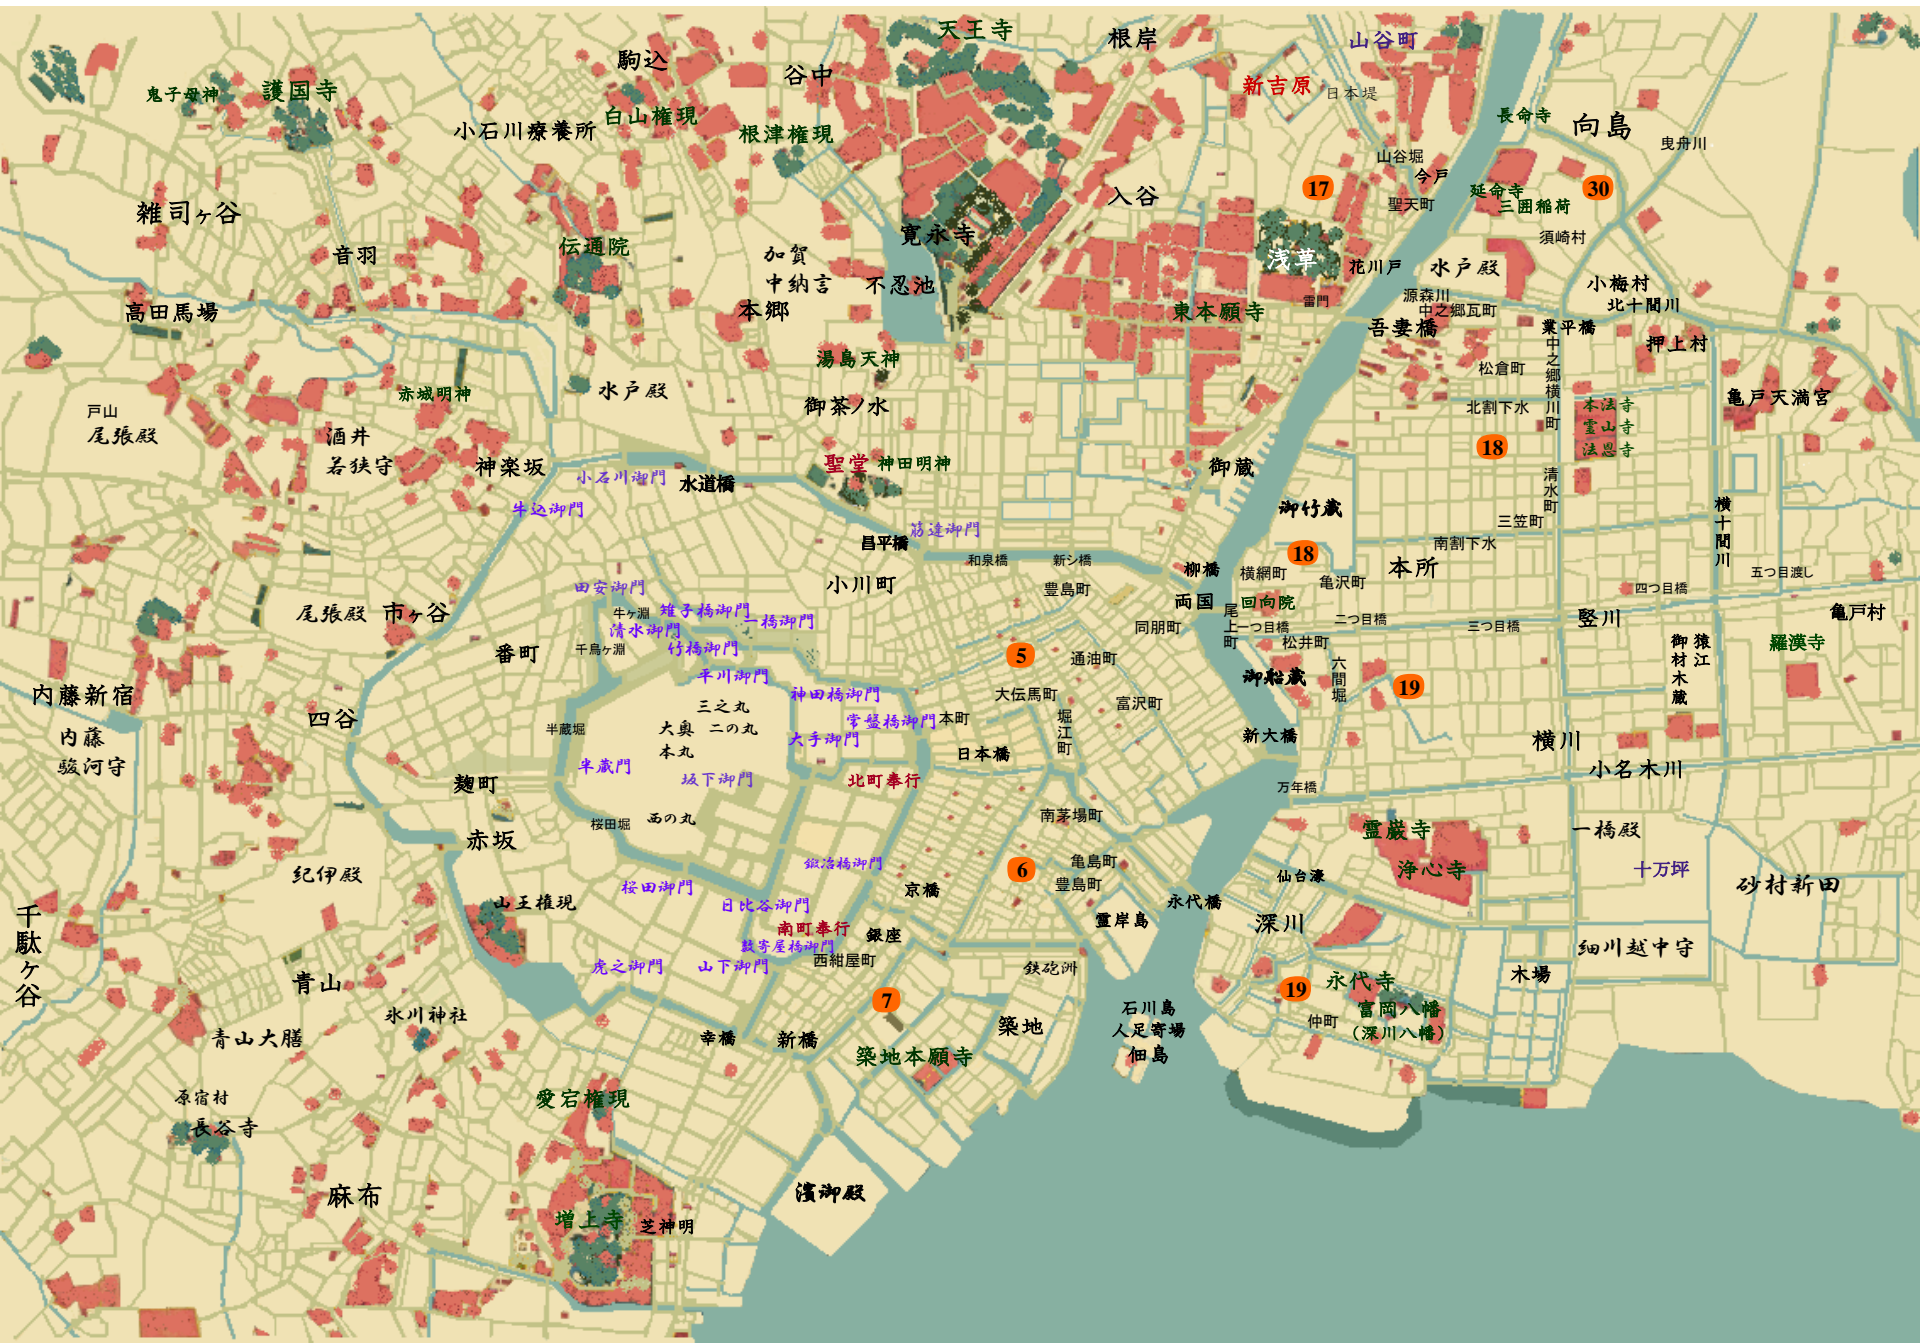 天王寺
根岸
山谷町
駒込
谷中
新吉原
日本堤
鬼子母神
護国寺
白山権現
小石川療養所
根津権現
長命寺
向島
曳舟川
山谷堀
今戸
17
30
延命寺
三囲稲荷
聖天町
入谷
雑司ヶ谷
音羽
伝通院
加賀
中納言
寛永寺
不忍池
浅草
花川戸
水戸殿
須崎村
小梅村
北十間川
源森川
中之郷瓦町
雷門
高田馬場
本郷
東本願寺
吾妻橋
業平橋
押上村
湯島天神
松倉町
中之郷横川町
赤城明神
水戸殿
御茶ノ水
北割下水
本法寺
霊山寺
法恩寺
亀戸天満宮
戸山
尾張殿
酒井
若狭守
神楽坂
小石川御門
水道橋
聖堂
神田明神
御蔵
18
清水町
牛込御門
昌平橋
筋違御門
御竹蔵
三笠町
横十間川
和泉橋
新シ橋
柳橋
18
南割下水
本所
小川町
豊島町
横網町
亀沢町
五つ目渡し
四つ目橋
尾張殿
市ヶ谷
田安御門
牛ヶ淵
雉子橋御門
一橋御門
清水御門
竹橋御門
千鳥ヶ淵
両国
回向院
尾上町
同朋町
一つ目橋
二つ目橋
松井町
三つ目橋
竪川
亀戸村
猿江
御材木蔵
羅漢寺
番町
平川御門
5
通油町
御船蔵
六間堀
19
内藤新宿
四谷
神田橋御門
大伝馬町
富沢町
三之丸
大奥
二の丸
本丸
常盤橋御門
本町
堀江町
半蔵堀
大手御門
日本橋
新大橋
横川
内藤
駿河守
半蔵門
坂下御門
北町奉行
小名木川
麹町
万年橋
赤坂
桜田堀
西の丸
南茅場町
霊巌寺
一橋殿
紀伊殿
鍛冶橋御門
6
亀島町
豊島町
仙台濠
浄心寺
十万坪
砂村新田
桜田御門
京橋
千駄ヶ谷
山王権現
日比谷御門
南町奉行
銀座
霊岸島
永代橋
深川
数寄屋橋御門
細川越中守
虎之御門
山下御門
西紺屋町
鉄砲洲
木場
青山
7
19
永代寺
氷川神社
富岡八幡
(深川八幡)
仲町
石川島
人足寄場
佃島
青山大膳
幸橋
新橋
築地
築地本願寺
原宿村
長谷寺
愛宕権現
麻布
濱御殿
増上寺
芝神明